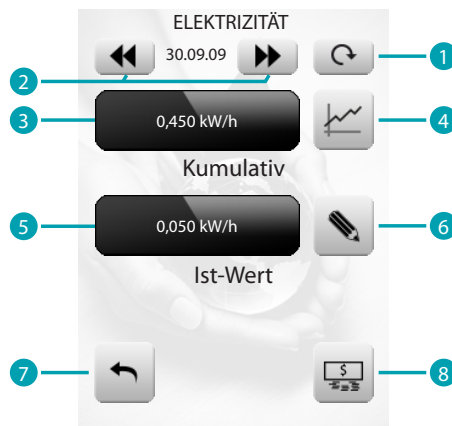 ELEKTRIZITÄT
30.09.09
1
2
3
0,450 kW/h
4
Kumulativ
5
0,050 kW/h
6
Ist-Wert
7
$
8